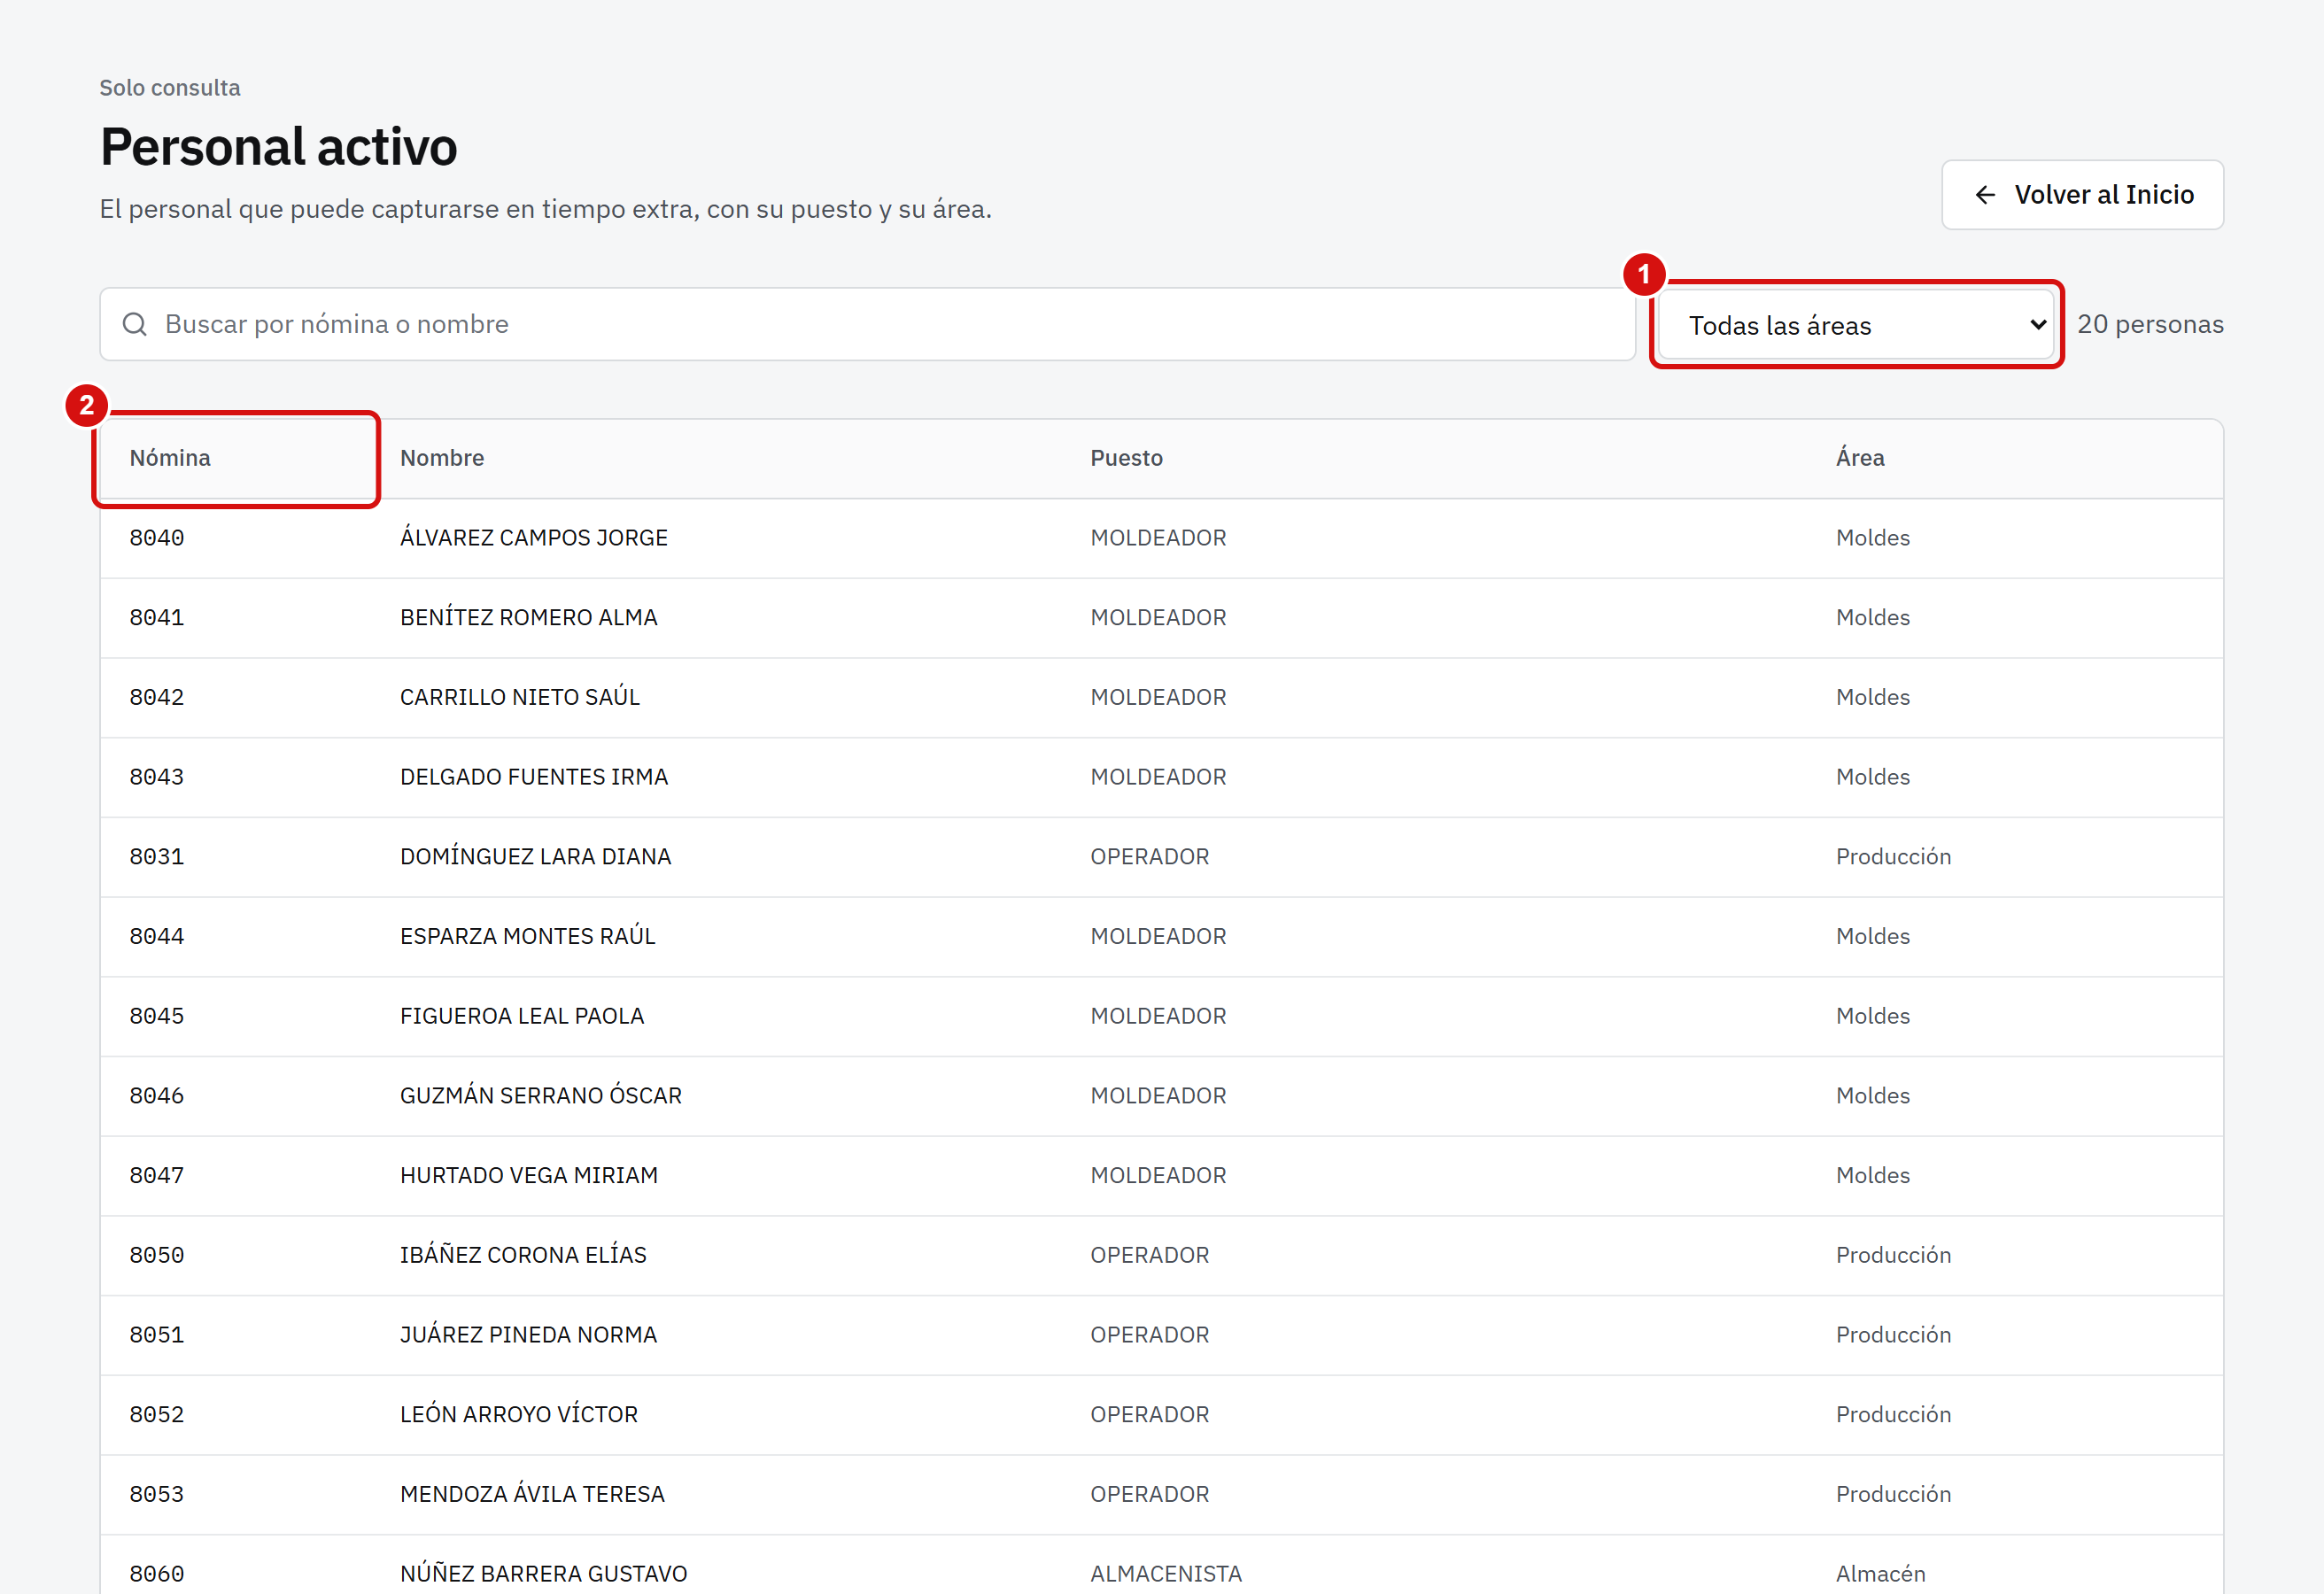 Solo consulta
Personal activo
El personal que puede capturarse en tiempo extra, con su puesto y su área.
← Volver al Inicio
1
Buscar por nómina o nombre
Todas las áreas
20 personas
2
Nómina Nombre Puesto Área
8040 ÁLVAREZ CAMPOS JORGE MOLDEADOR Moldes
8041 BENÍTEZ ROMERO ALMA MOLDEADOR Moldes
8042 CARRILLO NIETO SAÚL MOLDEADOR Moldes
8043 DELGADO FUENTES IRMA MOLDEADOR Moldes
8031 DOMÍNGUEZ LARA DIANA OPERADOR Producción
8044 ESPARZA MONTES RAÚL MOLDEADOR Moldes
8045 FIGUEROA LEAL PAOLA MOLDEADOR Moldes
8046 GUZMÁN SERRANO ÓSCAR MOLDEADOR Moldes
8047 HURTADO VEGA MIRIAM MOLDEADOR Moldes
8050 IBÁÑEZ CORONA ELÍAS OPERADOR Producción
8051 JUÁREZ PINEDA NORMA OPERADOR Producción
8052 LEÓN ARROYO VÍCTOR OPERADOR Producción
8053 MENDOZA ÁVILA TERESA OPERADOR Producción
8060 NÚÑEZ BARRERA GUSTAVO ALMACENISTA Almacén